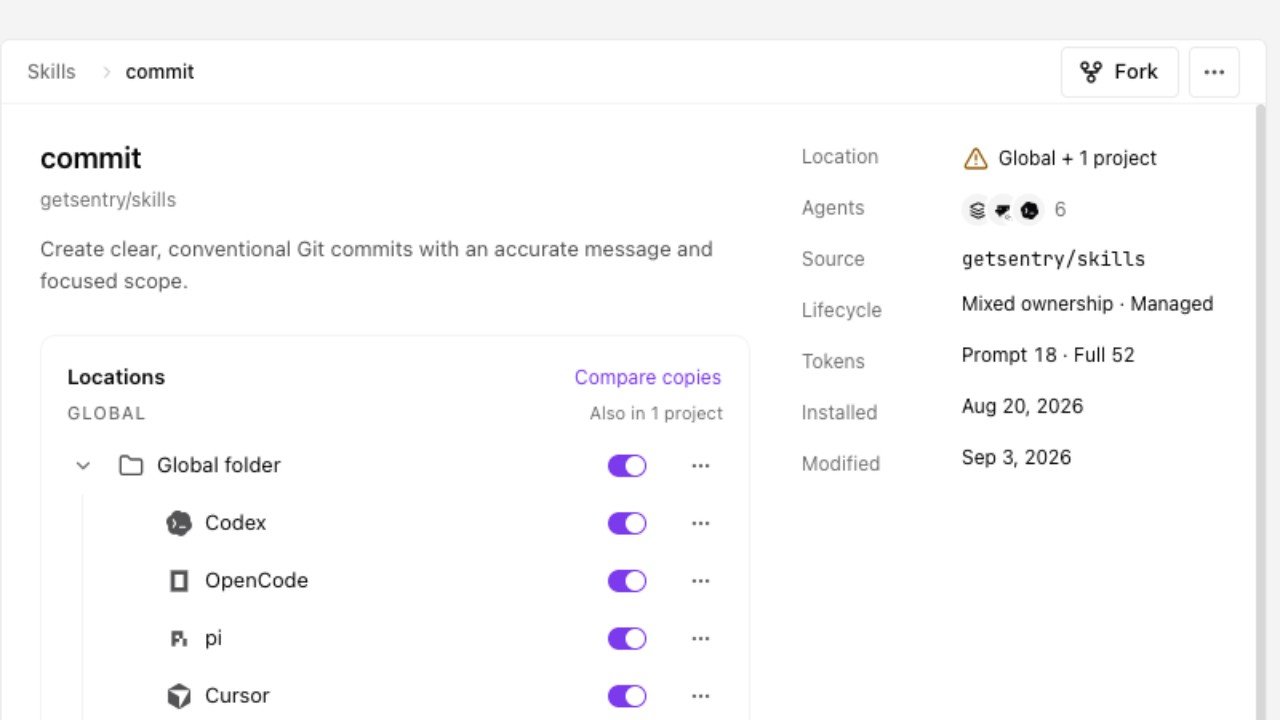 Skills
commit
Fork
commit
getsentry/skills
Create clear, conventional Git commits with an accurate message and
focused scope.
Locations
Compare copies
GLOBAL
Also in 1 project
Global folder
Codex
OpenCode
pi
Cursor
Location
Global + 1 project
Agents
6
Source
getsentry/skills
Lifecycle
Mixed ownership · Managed
Tokens
Prompt 18 · Full 52
Installed
Aug 20, 2026
Modified
Sep 3, 2026